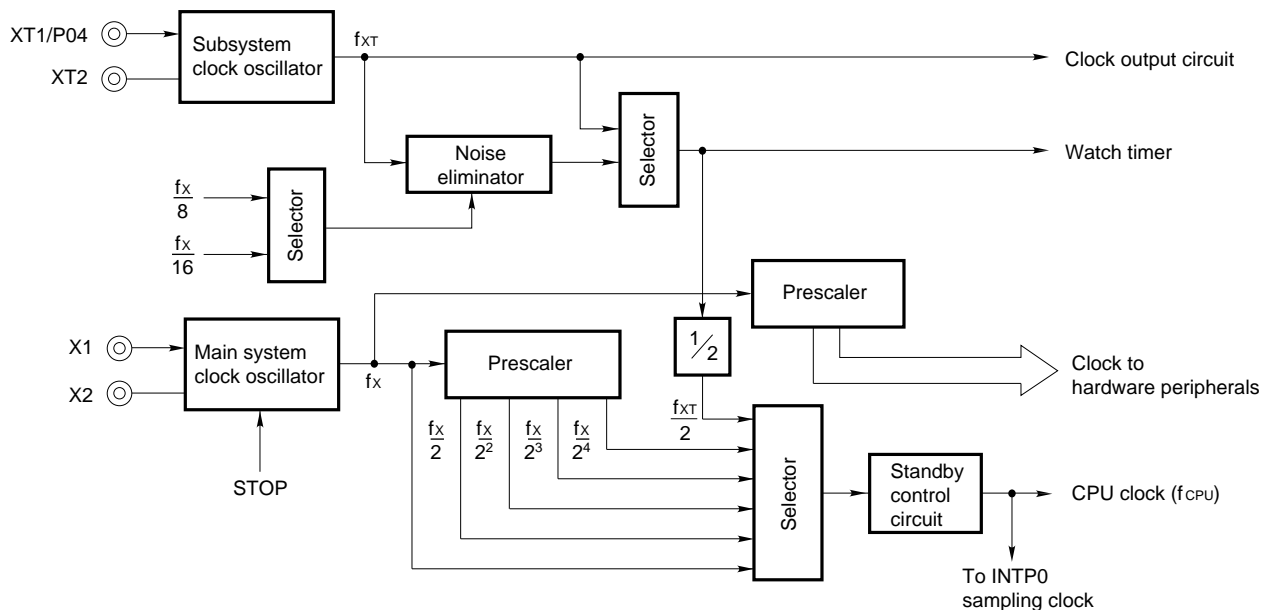 XT1/P04
XT2
Subsystem
clock oscillator
fXT
Clock output circuit
Selector
Noise
eliminator
Watch timer
fX
8
fX
16
Selector
Prescaler
X1
X2
Main system
clock oscillator
fX
Prescaler
1/2
Clock to
hardware peripherals
fX
2
fX
2²
fX
2³
fX
2⁴
fXT
2
STOP
Selector
Standby
control
circuit
CPU clock (fCPU)
To INTP0
sampling clock